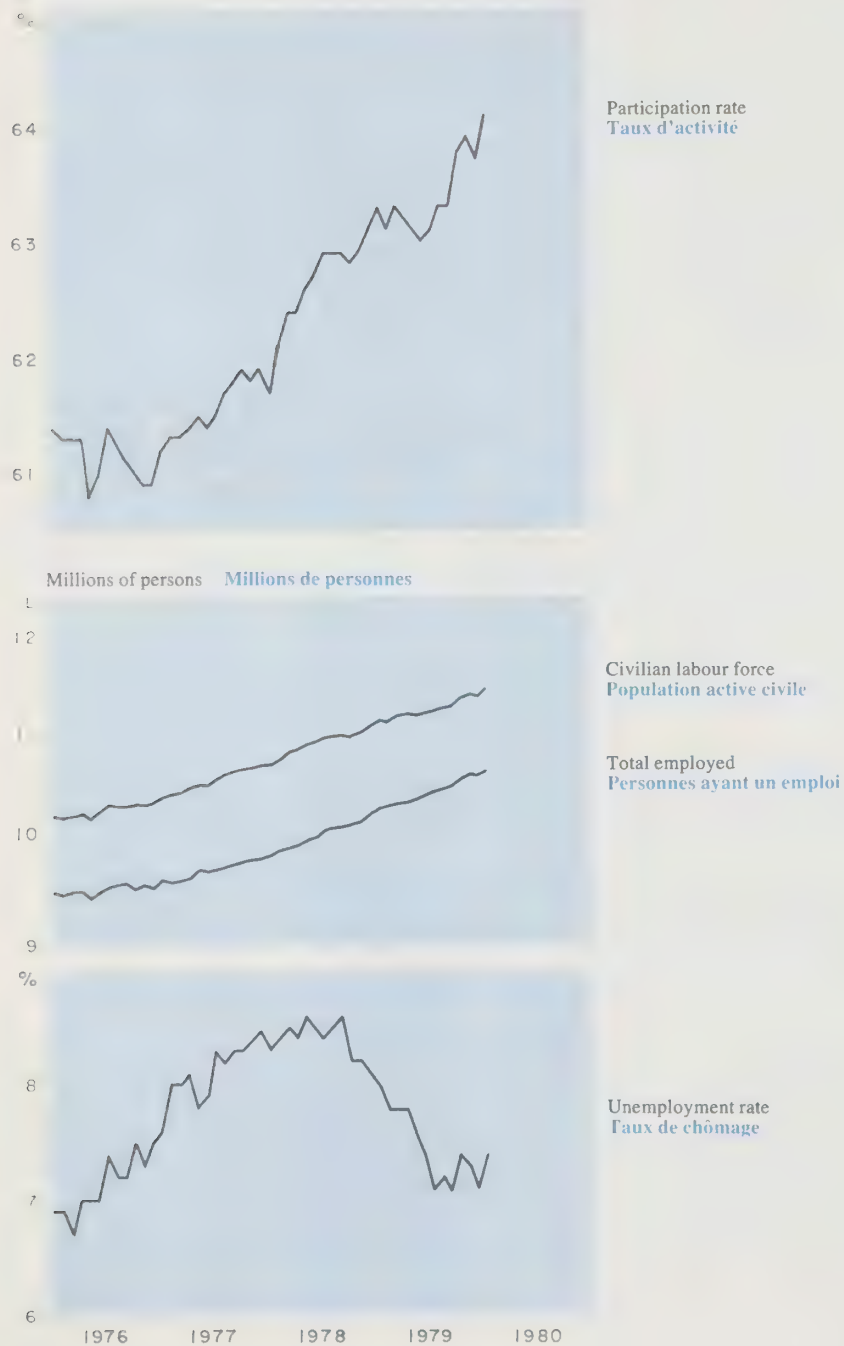 %
Participation rate
Taux d'activité
64
63
62
61
Millions of persons Millions de personnes
12
Civilian labour force
Population active civile
11
Total employed
Personnes ayant un emploi
10
9
%
8
Unemployment rate
Taux de chômage
7
6
1976 1977 1978 1979 1980